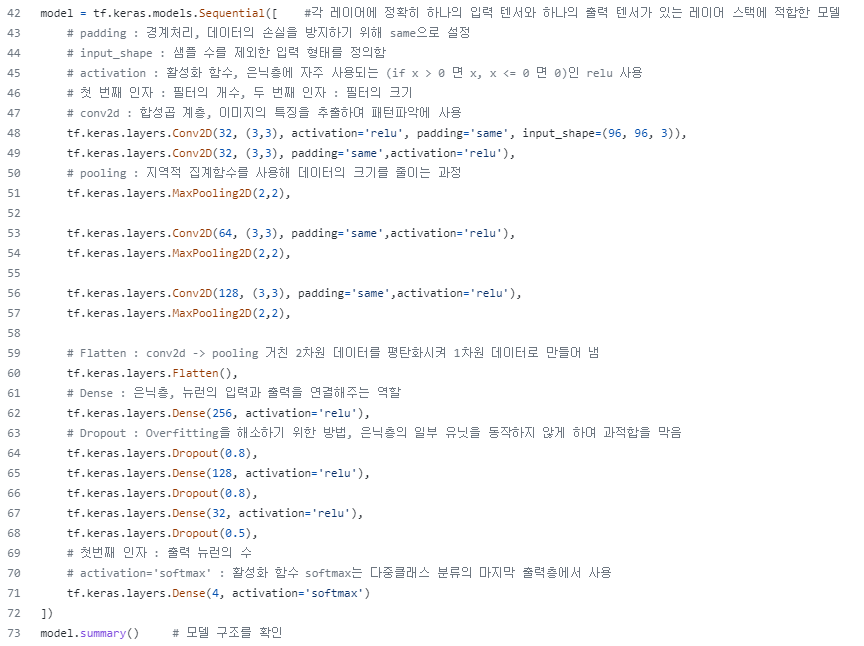 42 model = tf.keras.models.Sequential([    #각 레이어에 정확히 하나의 입력 텐서와 하나의 출력 텐서가 있는 레이어 스택에 적합한 모델
43     # padding : 경계처리, 데이터의 손실을 방지하기 위해 same으로 설정
44     # input_shape : 샘플 수를 제외한 입력 형태를 정의함
45     # activation : 활성화 함수, 은닉층에 자주 사용되는 (if x > 0 면 x, x <= 0 면 0)인 relu 사용
46     # 첫 번째 인자 : 필터의 개수, 두 번째 인자 : 필터의 크기
47     # conv2d : 합성곱 계층, 이미지의 특징을 추출하여 패턴파악에 사용
48     tf.keras.layers.Conv2D(32, (3,3), activation='relu', padding='same', input_shape=(96, 96, 3)),
49     tf.keras.layers.Conv2D(32, (3,3), padding='same',activation='relu'),
50     # pooling : 지역적 집계함수를 사용해 데이터의 크기를 줄이는 과정
51     tf.keras.layers.MaxPooling2D(2,2),
52
53     tf.keras.layers.Conv2D(64, (3,3), padding='same',activation='relu'),
54     tf.keras.layers.MaxPooling2D(2,2),
55
56     tf.keras.layers.Conv2D(128, (3,3), padding='same',activation='relu'),
57     tf.keras.layers.MaxPooling2D(2,2),
58
59     # Flatten : conv2d -> pooling 거친 2차원 데이터를 평탄화시켜 1차원 데이터로 만들어 냄
60     tf.keras.layers.Flatten(),
61     # Dense : 은닉층, 뉴런의 입력과 출력을 연결해주는 역할
62     tf.keras.layers.Dense(256, activation='relu'),
63     # Dropout : Overfitting을 해소하기 위한 방법, 은닉층의 일부 유닛을 동작하지 않게 하여 과적합을 막음
64     tf.keras.layers.Dropout(0.8),
65     tf.keras.layers.Dense(128, activation='relu'),
66     tf.keras.layers.Dropout(0.8),
67     tf.keras.layers.Dense(32, activation='relu'),
68     tf.keras.layers.Dropout(0.5),
69     # 첫번째 인자 : 출력 뉴런의 수
70     # activation='softmax' : 활성화 함수 softmax는 다중클래스 분류의 마지막 출력층에서 사용
71     tf.keras.layers.Dense(4, activation='softmax')
72 ])
73 model.summary()     # 모델 구조를 확인